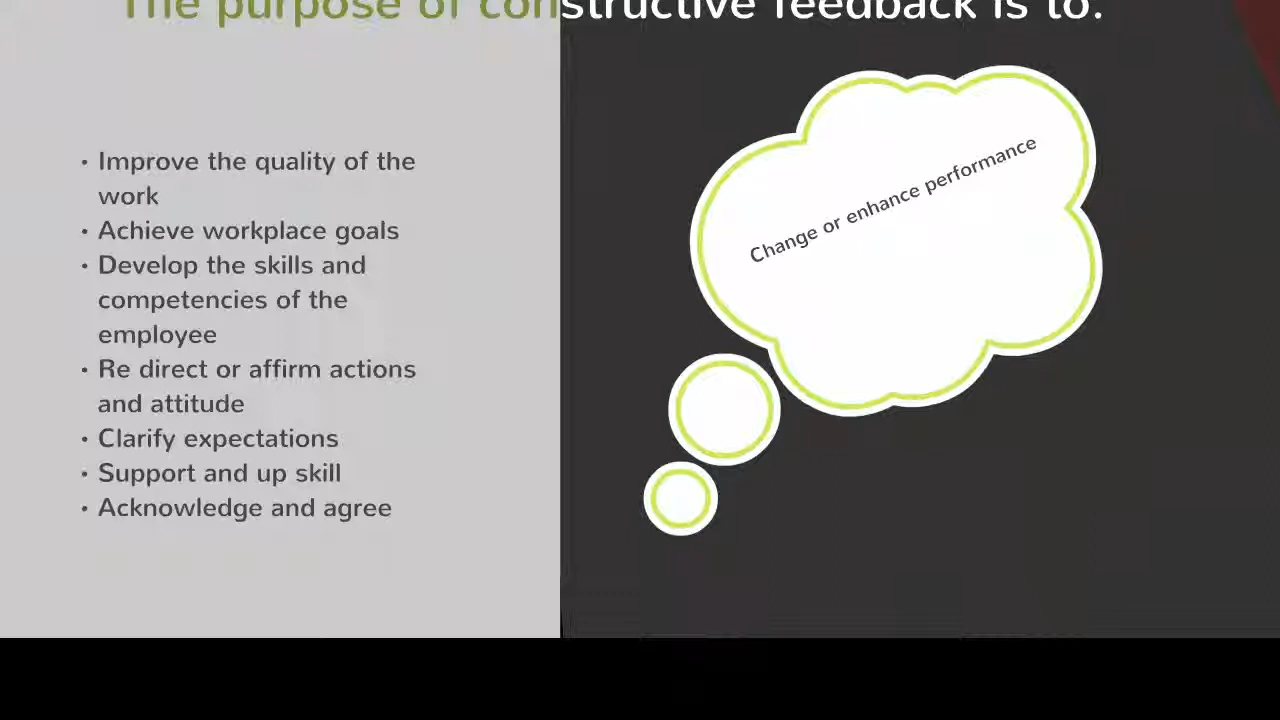 The purpose of constructive feedback is to:
• Improve the quality of the
work
• Achieve workplace goals
• Develop the skills and
competencies of the
employee
• Re direct or affirm actions
and attitude
• Clarify expectations
• Support and up skill
• Acknowledge and agree
Change or enhance performance